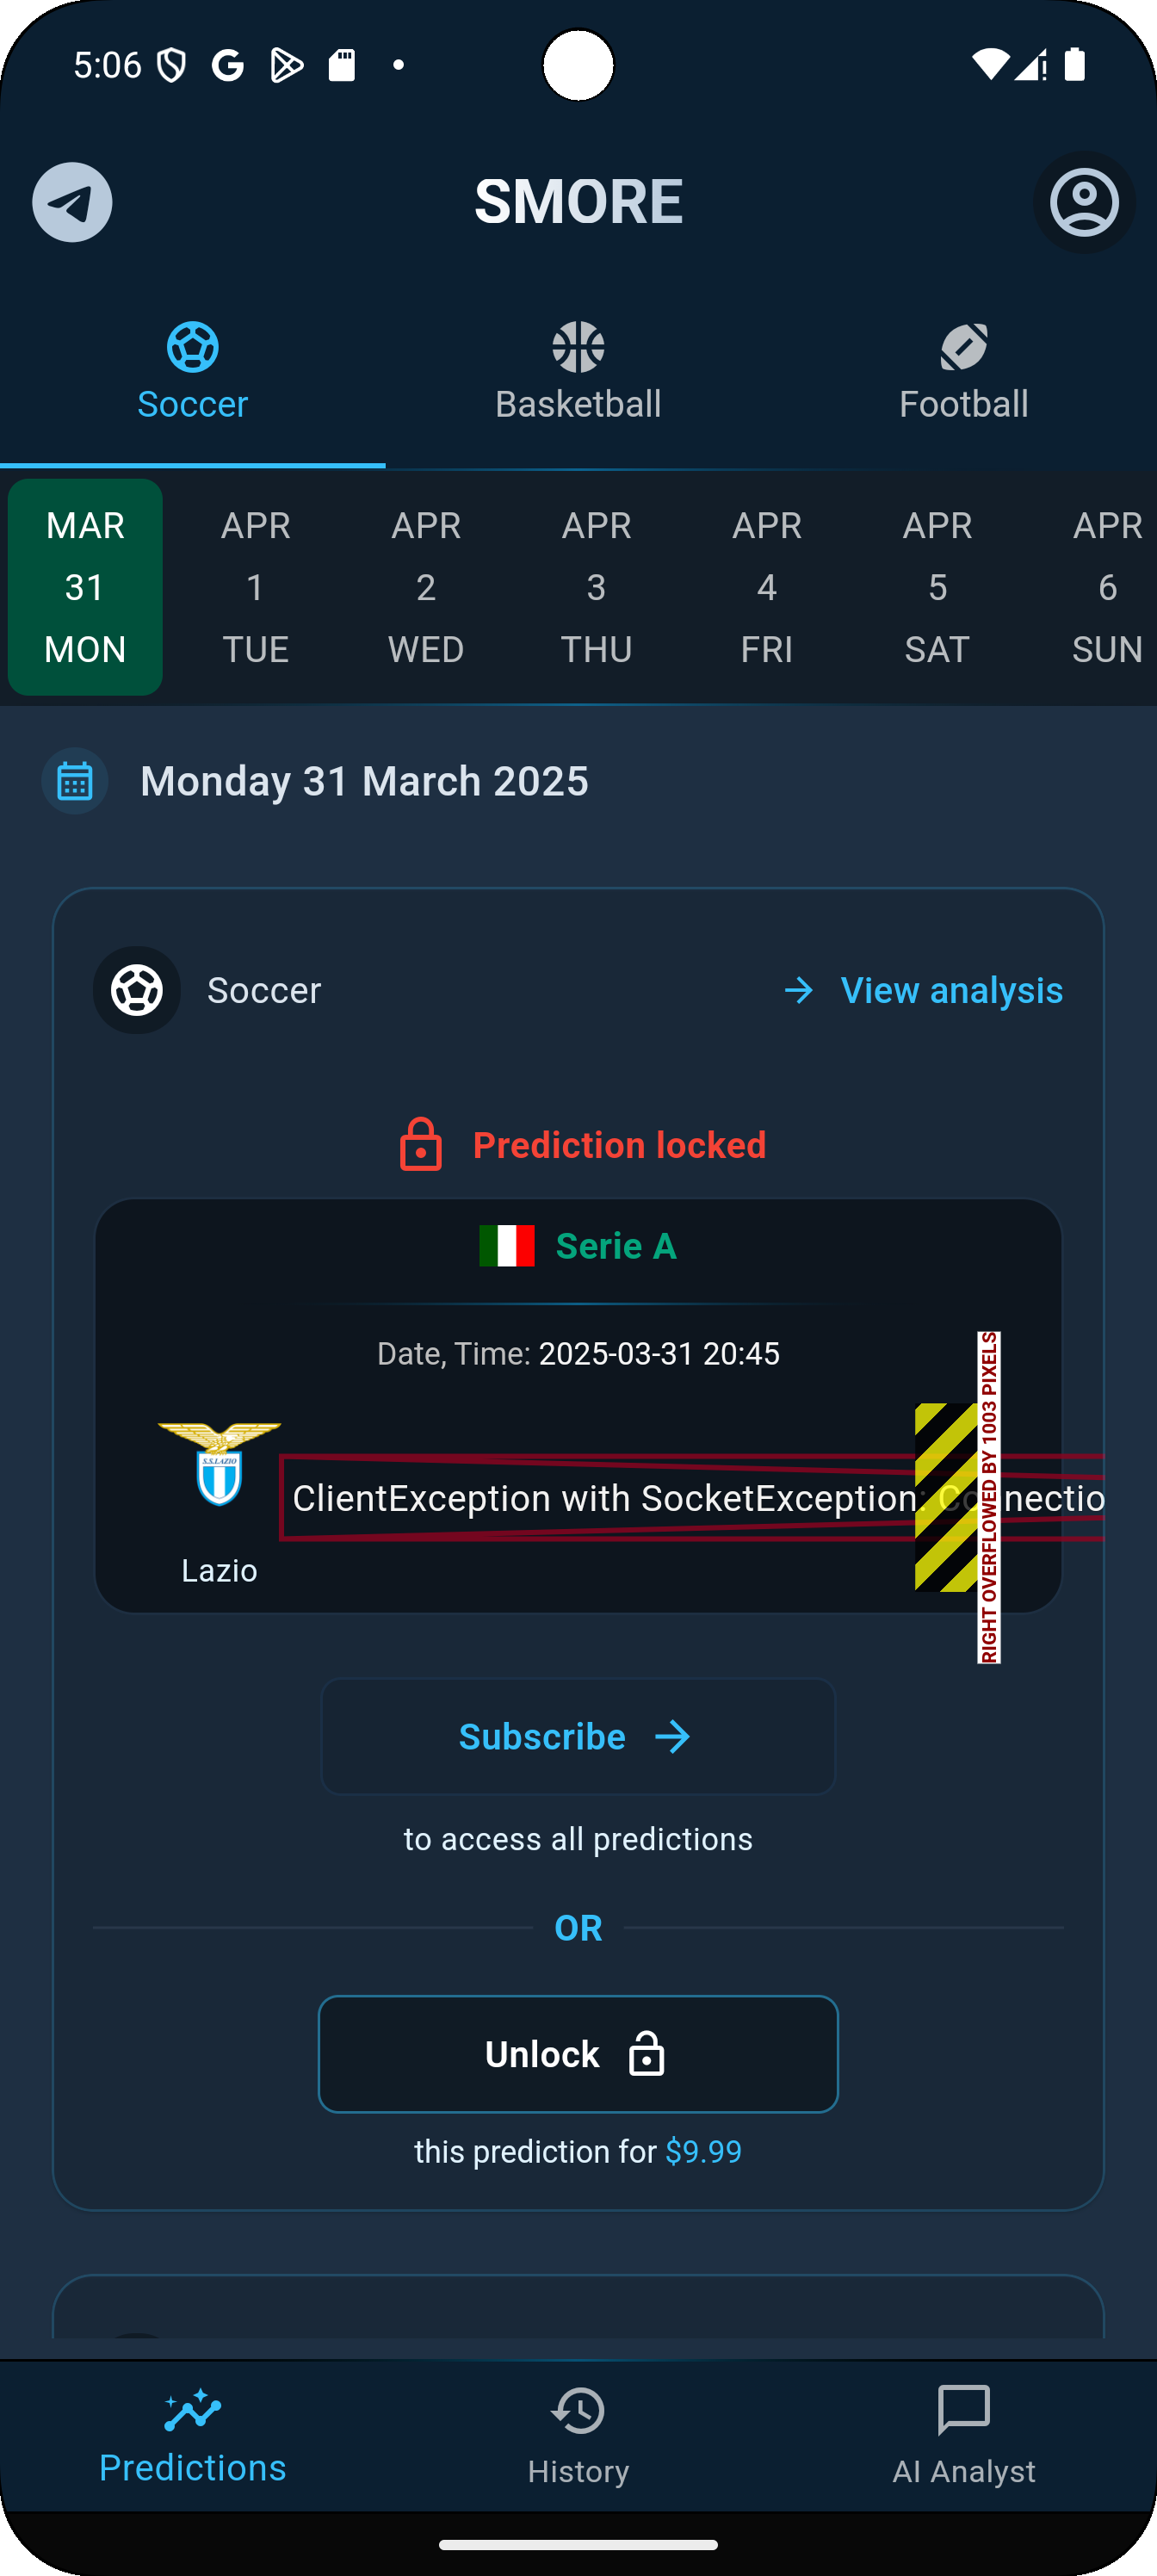 5:06
SMORE
Soccer Basketball Football
MAR APR APR APR APR APR APR
31 1 2 3 4 5 6
MON TUE WED THU FRI SAT SUN
Monday 31 March 2025
Soccer View analysis
Prediction locked
Serie A
Date, Time: 2025-03-31 20:45
S.S.LAZIO
ClientException with SocketException: Connectio
RIGHT OVERFLOWED BY 1003 PIXELS
Lazio
Subscribe
to access all predictions
OR
Unlock
this prediction for $9.99
Predictions History AI Analyst